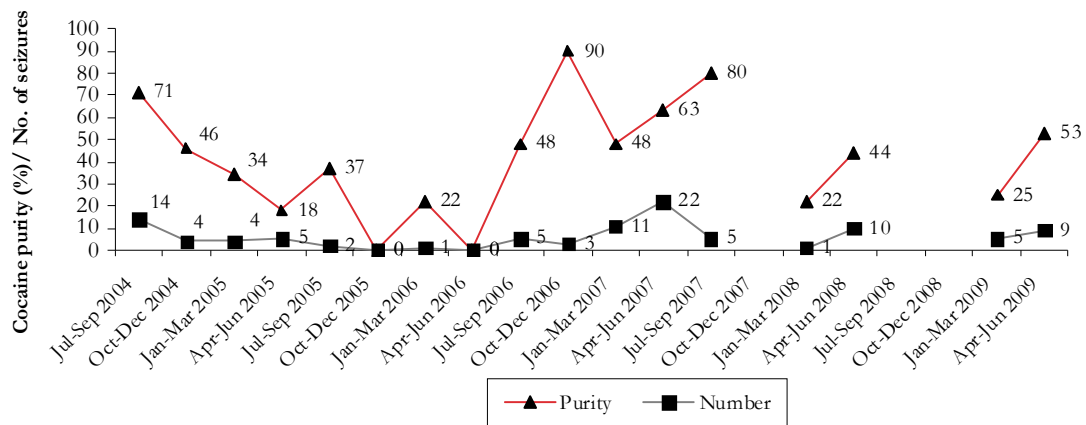 Cocaine purity (%)/ No. of seizures
100
90
80
70
60
50
40
30
20
10
0
71
46
34
18
37
0
22
0
48
90
48
63
80
22
44
25
53
14
4
4
5
2
1
5
3
11
22
5
1
10
5
9
Jul-Sep 2004
Oct-Dec 2004
Jan-Mar 2005
Apr-Jun 2005
Jul-Sep 2005
Oct-Dec 2005
Jan-Mar 2006
Apr-Jun 2006
Jul-Sep 2006
Oct-Dec 2006
Jan-Mar 2007
Apr-Jun 2007
Jul-Sep 2007
Oct-Dec 2007
Jan-Mar 2008
Apr-Jun 2008
Jul-Sep 2008
Oct-Dec 2008
Jan-Mar 2009
Apr-Jun 2009
Purity
Number